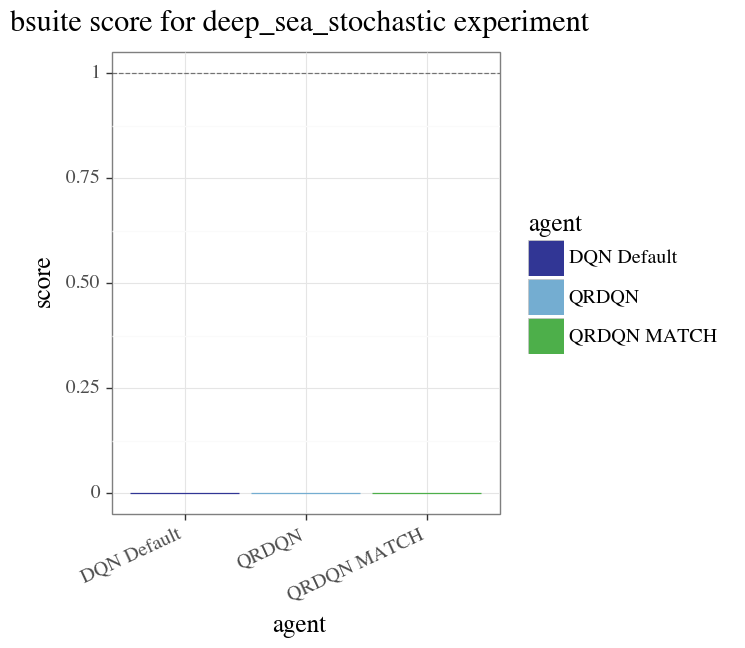 bsuite score for deep_sea_stochastic experiment
1
0.75
0.50
0.25
0
score
DQN Default
QRDQN
QRDQN MATCH
agent
agent
DQN Default
QRDQN
QRDQN MATCH